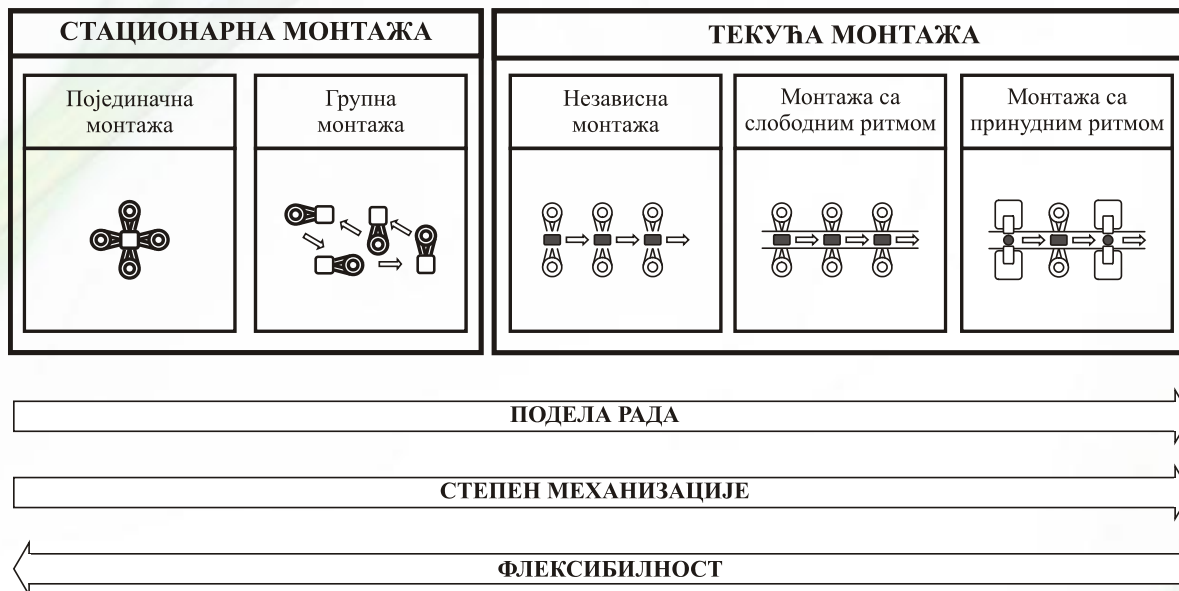 СТАЦИОНАРНА МОНТАЖА
Појединачна
монтажа
Групна
монтажа
ТЕКУЋА МОНТАЖА
Независна
монтажа
Монтажа са
слободним ритмом
Монтажа са
принудним ритмом
ПОДЕЛА РАДА
СТЕПЕН МЕХАНИЗАЦИЈЕ
ФЛЕКСИБИЛНОСТ